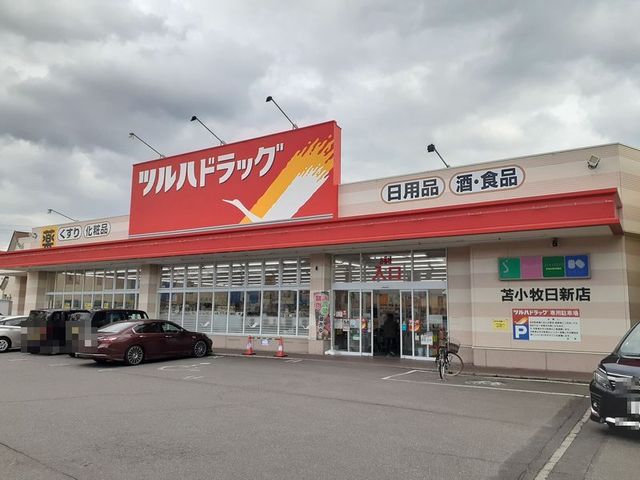 ツルハドラッグ
薬 くすり 化粧品
日用品 酒・食品
入口
苫小牧日新店
ツルハドラッグ 専用駐車場
P